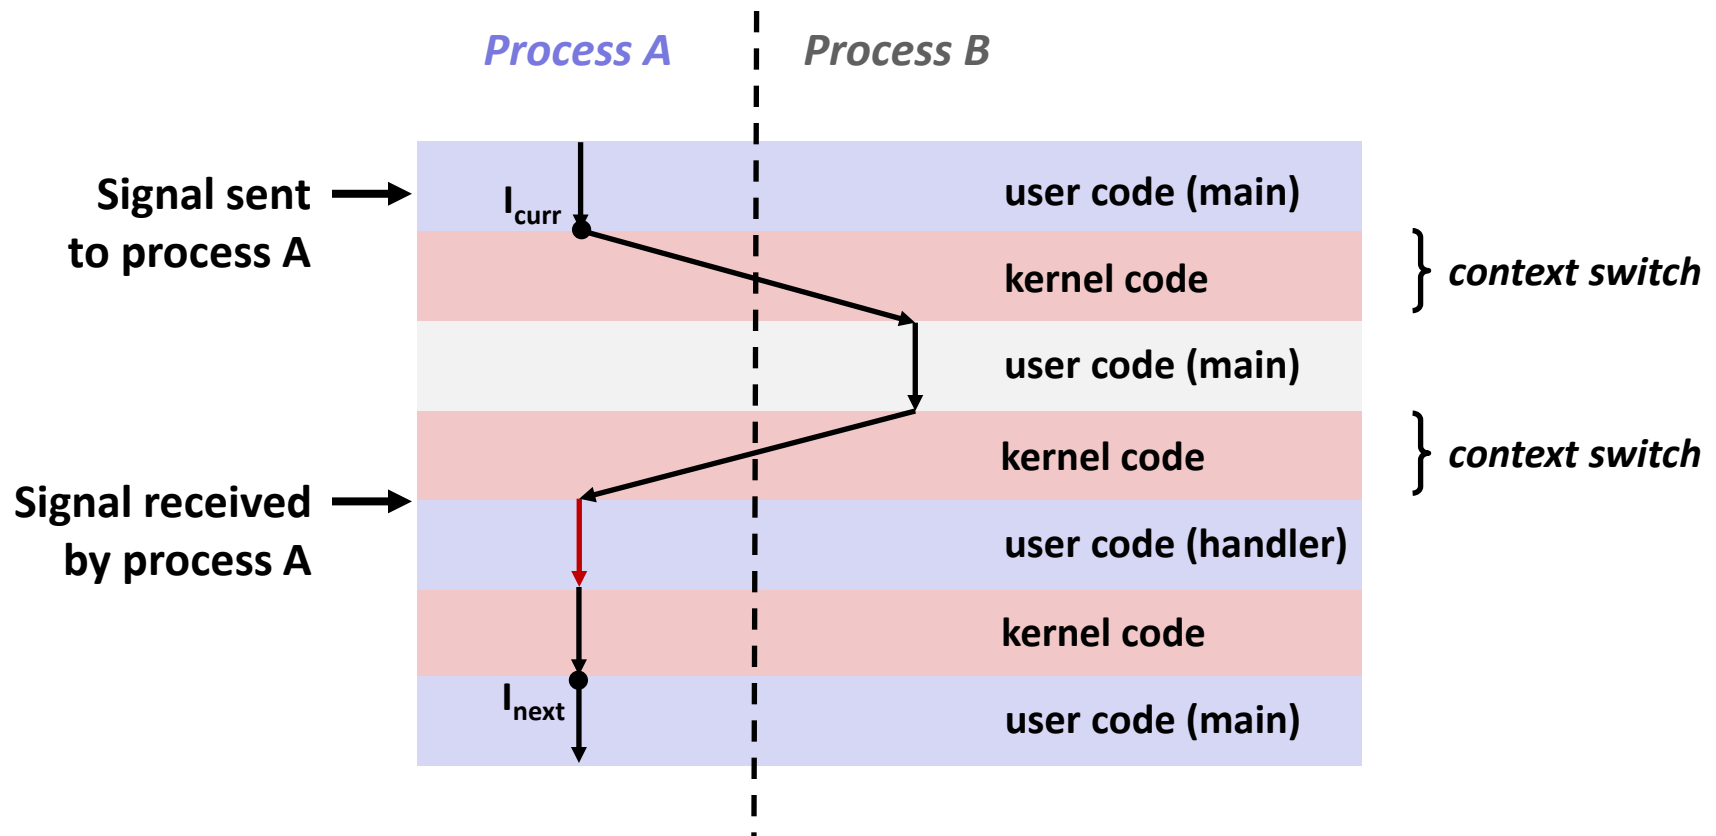 Process A
Process B
Signal sent
to process A
Icurr
user code (main)
kernel code
context switch
user code (main)
kernel code
context switch
Signal received
by process A
user code (handler)
kernel code
Inext
user code (main)